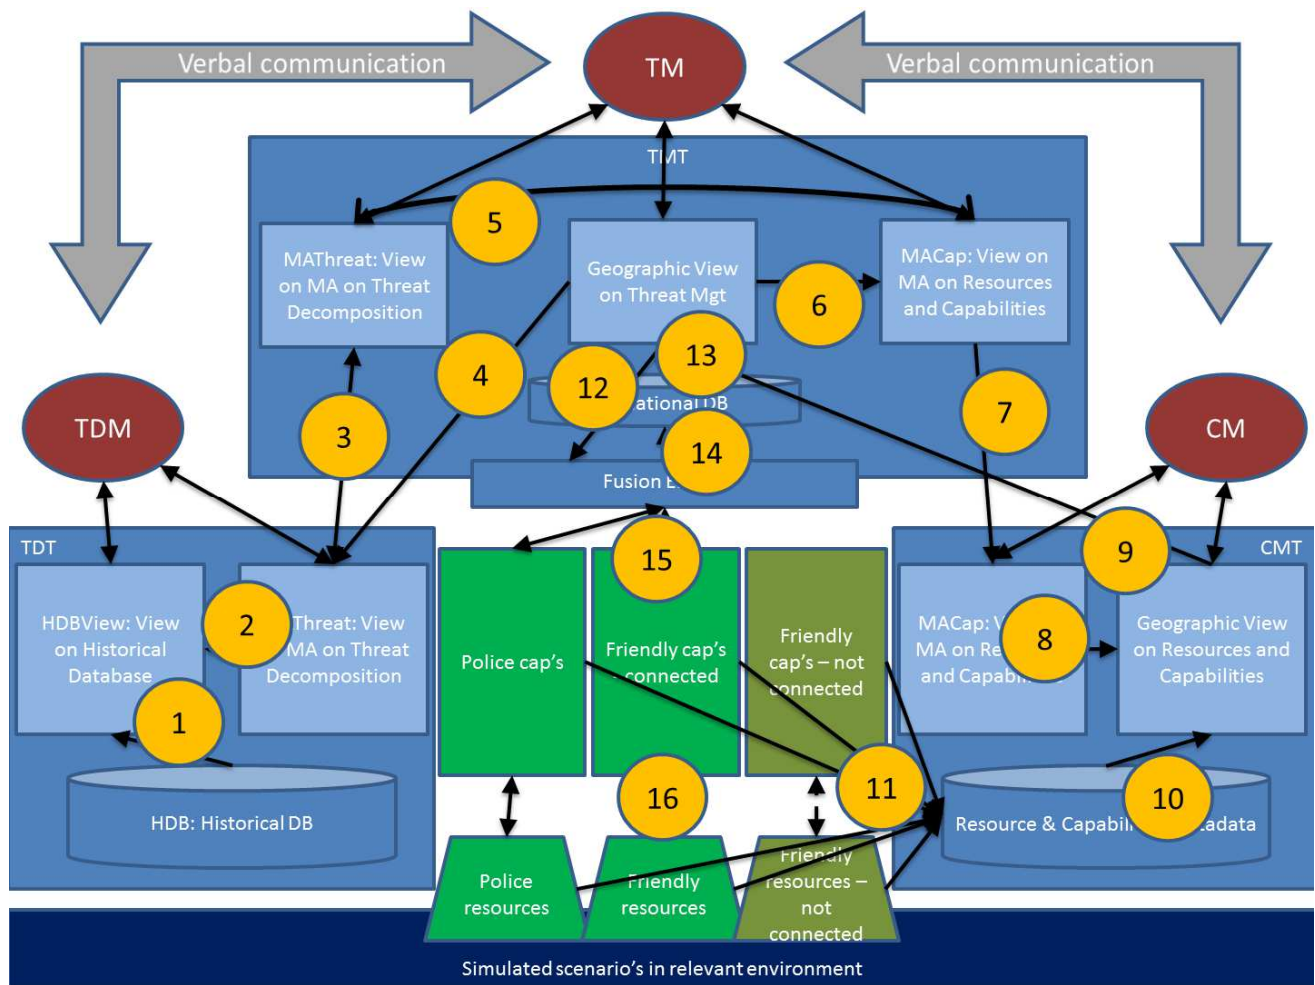 Verbal communication
TM
Verbal communication
TMT
5
MAThreat: View
on MA on Threat
Decomposition
Geographic View
on Threat Mgt
6
MACap: View on
MA on Resources
and Capabilities
4
12
13
DB
7
3
14
TDM
CM
Fusion
TDT
15
9
CMT
HDBView: View
on Historical
Database
2
Threat: View
MA on Threat
Decomposition
Police cap's
Friendly cap's
connected
Friendly
cap's – not
connected
MACap:
MA on
and
8
Geographic View
on Resources and
Capabilities
1
HDB: Historical DB
16
11
10
Resource &
Police
resources
Friendly
resources
Friendly
resources –
not
connected
Simulated scenario's in relevant environment